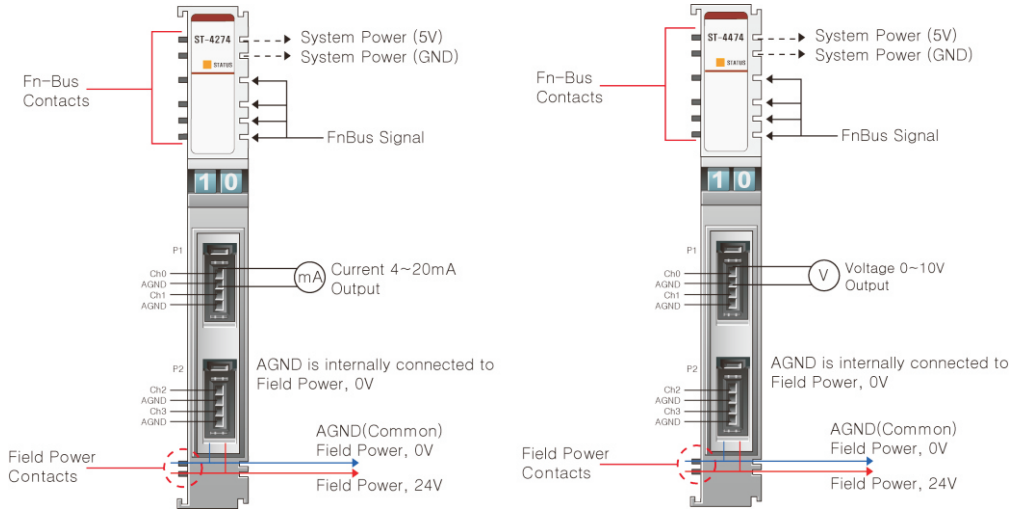 ST-4274
STATUS
System Power (5V)
System Power (GND)
Fn-Bus
Contacts
FnBus Signal
1 0
P1
Ch0
AGND
Ch1
AGND
mA
Current 4~20mA
Output
P2
Ch2
AGND
Ch3
AGND
AGND is internally connected to
Field Power, 0V
AGND(Common)
Field Power, 0V
Field Power
Contacts
Field Power, 24V
ST-4474
STATUS
System Power (5V)
System Power (GND)
Fn-Bus
Contacts
FnBus Signal
1 0
P1
Ch0
AGND
Ch1
AGND
V
Voltage 0~10V
Output
P2
Ch2
AGND
Ch3
AGND
AGND is internally connected to
Field Power, 0V
AGND(Common)
Field Power, 0V
Field Power
Contacts
Field Power, 24V